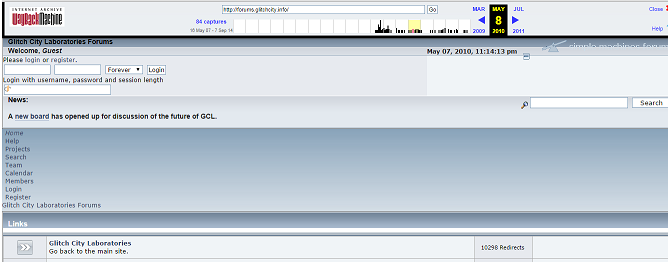 INTERNET ARCHIVE
WayBackMachine
http://forums.glitchcity.info/
Go
84 captures
16 May 07 - 7 Sep 14
MAR
MAY
JUL
8
2009
2010
2011
Close
Help
Glitch City Laboratories Forums
Welcome, Guest
May 07, 2010, 11:14:13 pm
simple machines forum
Please login or register.
Forever
Login
Login with username, password and session length
News:
Search
A new board has opened up for discussion of the future of GCL.
Home
Help
Projects
Search
Team
Calendar
Members
Login
Register
Glitch City Laboratories Forums
Links
Glitch City Laboratories
Go back to the main site.
10298 Redirects